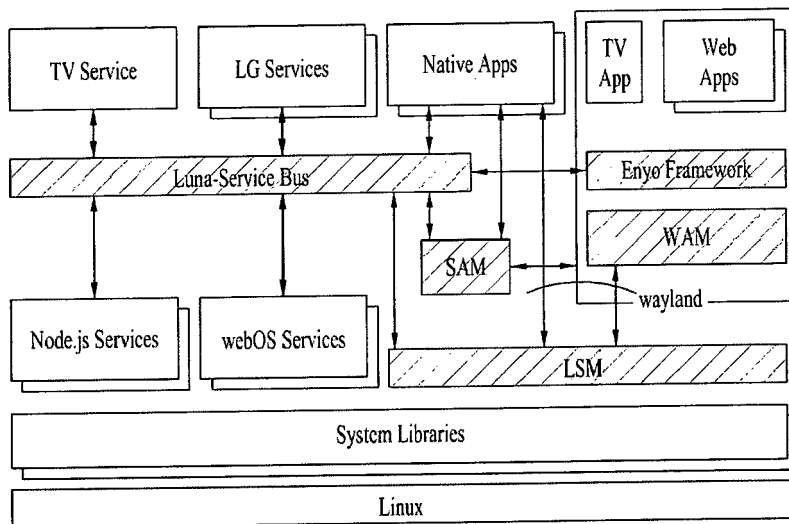 TV Service
LG Services
Native Apps
TV
App
Web
Apps
Luna-Service Bus
Enyo Framework
SAM
WAM
wayland
Node.js Services
webOS Services
LSM
System Libraries
Linux